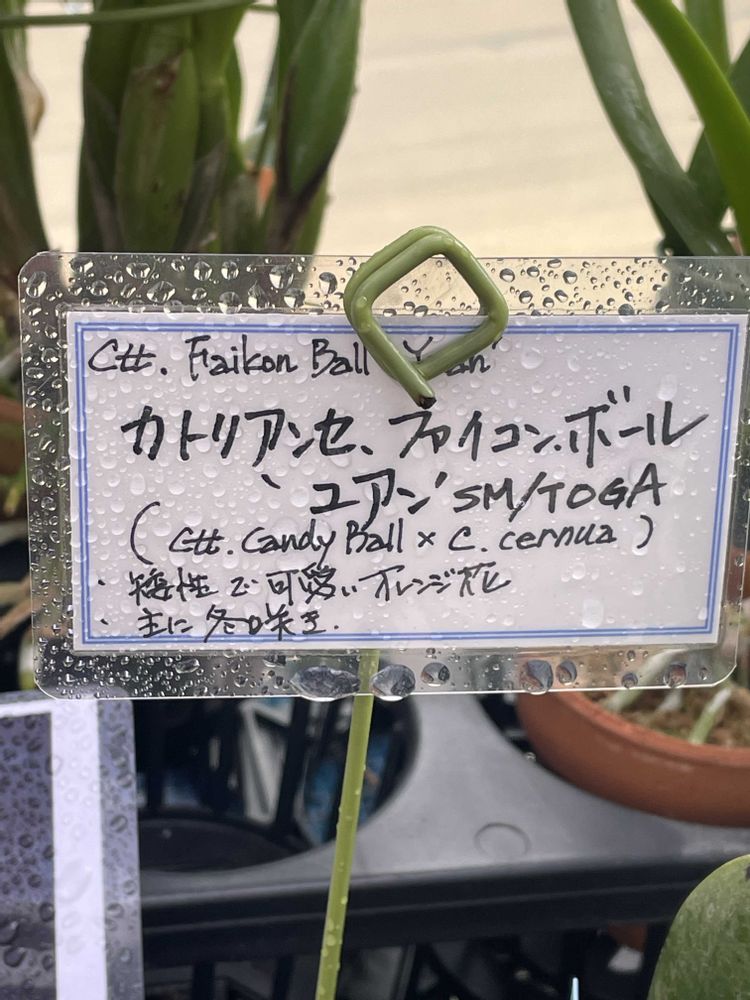 Ctt. Faikon Ball
カトリアンセ、ファイコン.ボール
`ユアン' SM/TOGA
(Ctt. Candy Ball × C. cernua)
・矮性で可愛いオレンジ花
・主に冬咲き.